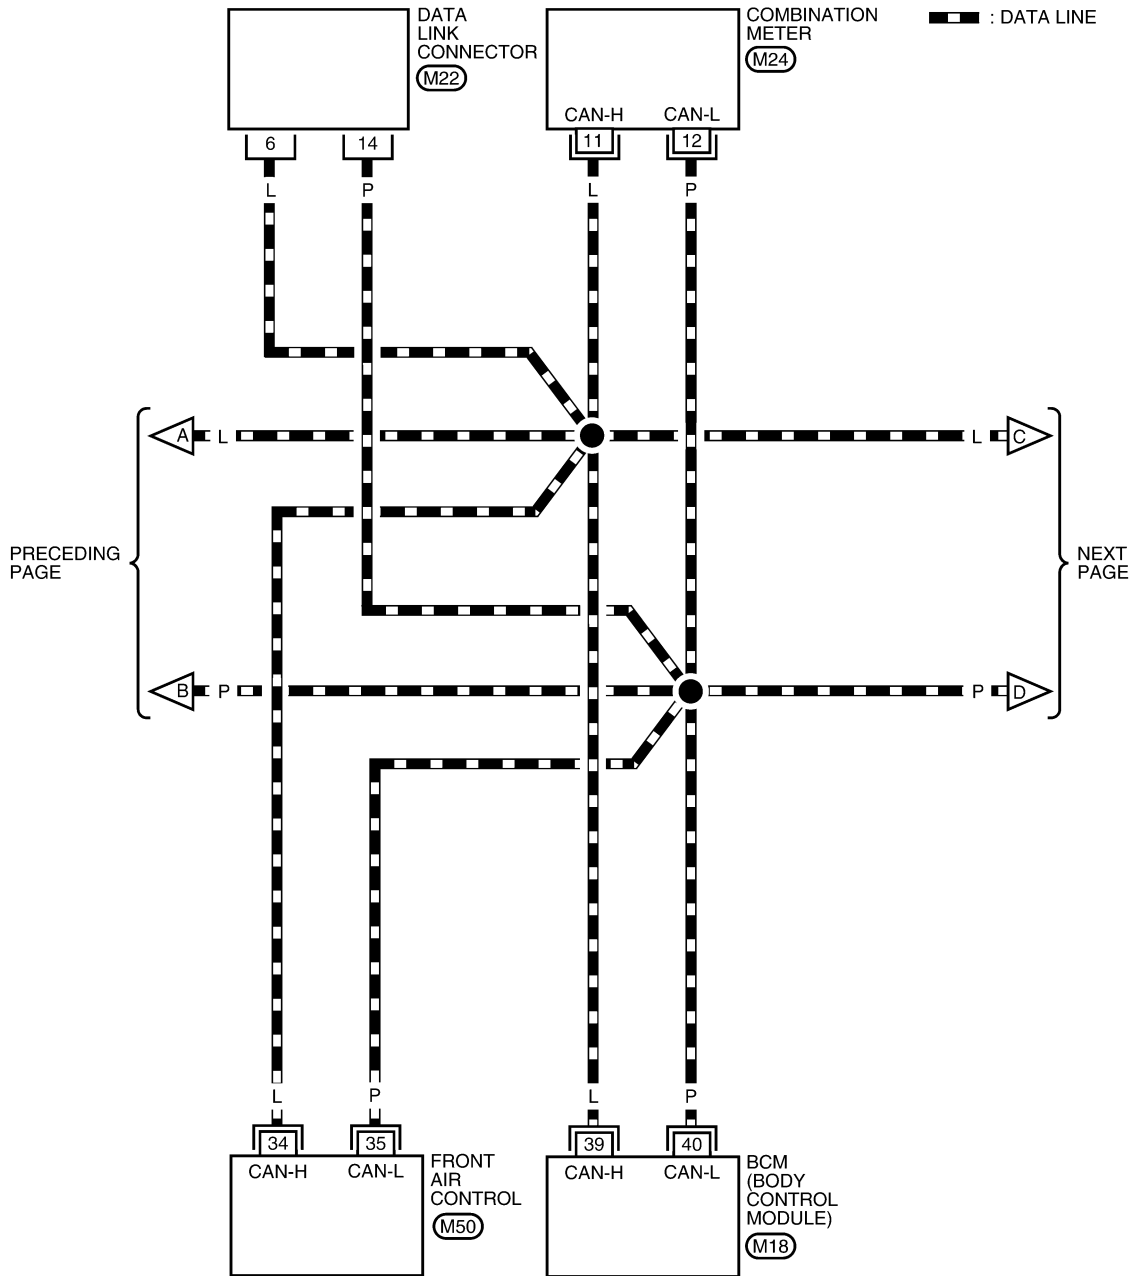 DATA
LINK
CONNECTOR
M22
COMBINATION
METER
M24
: DATA LINE
CAN-H
CAN-L
6
14
11
12
L
P
L
P
A
L
L
C
PRECEDING
PAGE
NEXT
PAGE
B
P
P
D
L
P
L
P
34
35
39
40
CAN-H
CAN-L
FRONT
AIR
CONTROL
M50
CAN-H
CAN-L
BCM
(BODY
CONTROL
MODULE)
M18